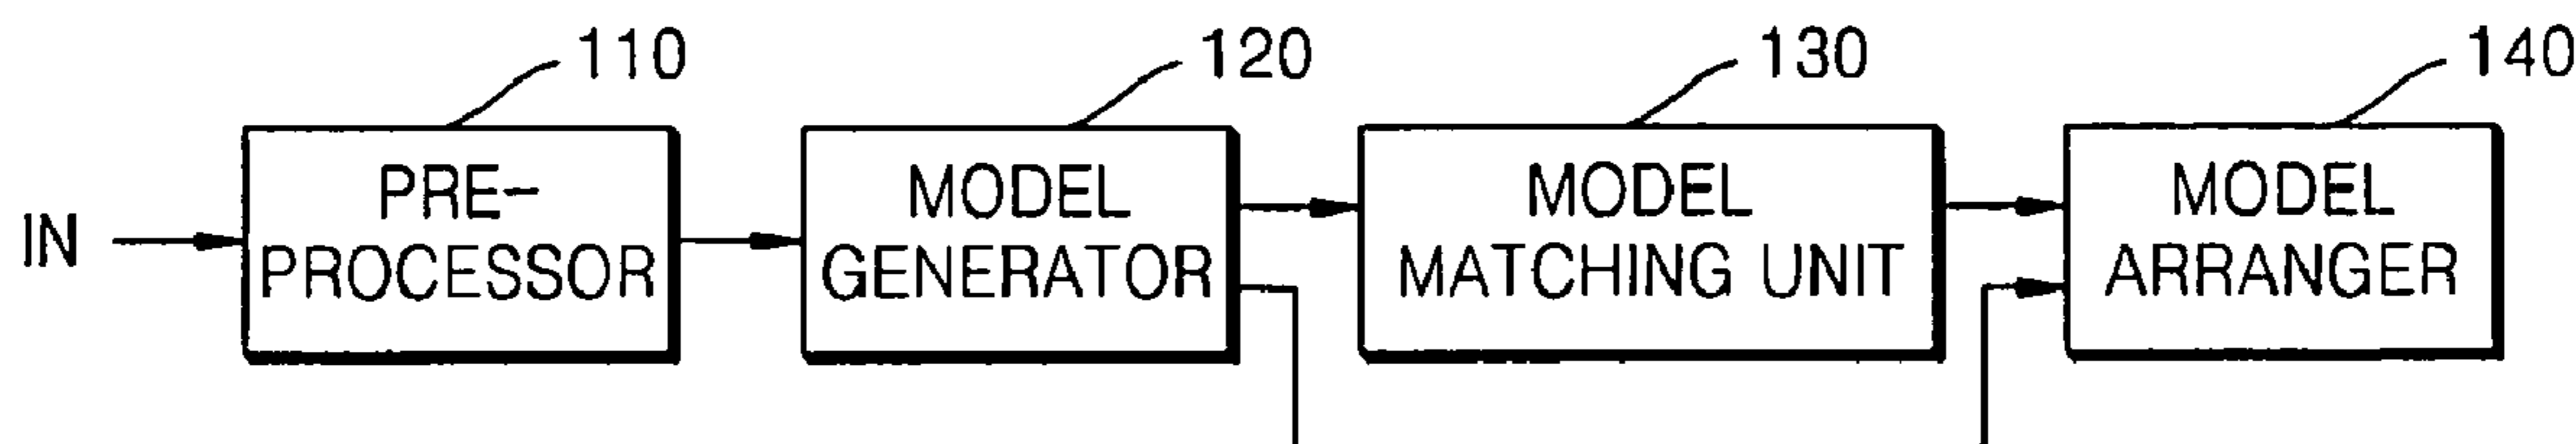 110
120
130
140
IN
PRE-
PROCESSOR
MODEL
GENERATOR
MODEL
MATCHING UNIT
MODEL
ARRANGER